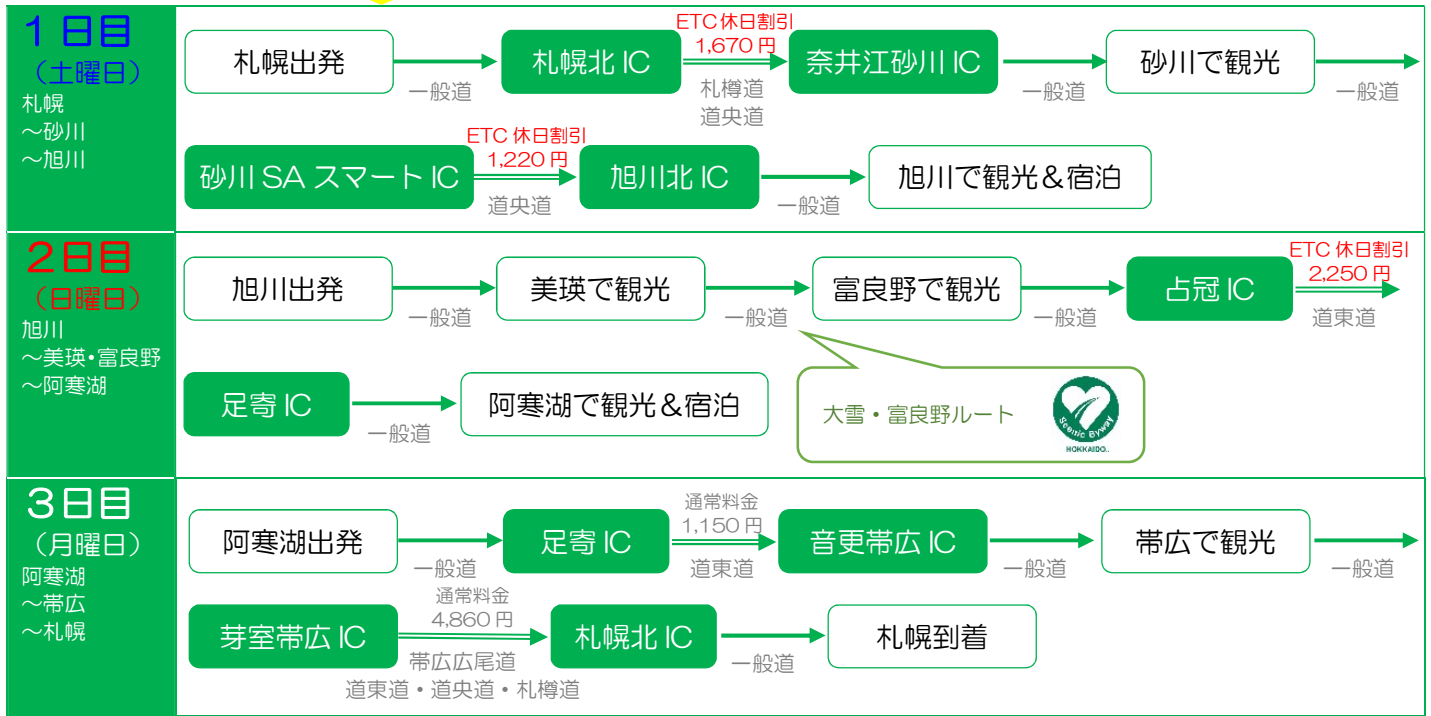 1日目
（土曜日）
札幌
～砂川
～旭川
札幌出発
一般道
札幌北 IC
ETC 休日割引
1,670 円
札樽道
道央道
奈井江砂川 IC
一般道
砂川で観光
一般道
砂川 SA スマート IC
ETC 休日割引
1,220 円
道央道
旭川北 IC
一般道
旭川で観光＆宿泊
2日目
（日曜日）
旭川
～美瑛・富良野
～阿寒湖
旭川出発
一般道
美瑛で観光
一般道
富良野で観光
一般道
占冠 IC
ETC 休日割引
2,250 円
道東道
足寄 IC
一般道
阿寒湖で観光＆宿泊
大雪・富良野ルート
Scenic Byway
HOKKAIDO..
3日目
（月曜日）
阿寒湖
～帯広
～札幌
阿寒湖出発
一般道
足寄 IC
通常料金
1,150 円
道東道
音更帯広 IC
一般道
帯広で観光
一般道
芽室帯広 IC
通常料金
4,860 円
帯広広尾道
道東道・道央道・札樽道
札幌北 IC
一般道
札幌到着